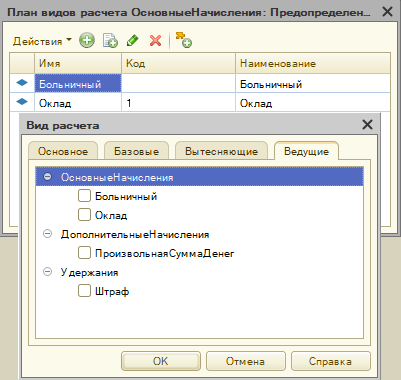 План видов расчета ОсновныеНачисления: Предопределен...
Действия
Имя Код Наименование
Больничный Больничный
Оклад 1 Оклад
Вид расчета
Основное Базовые Вытесняющие Ведущие
ОсновныеНачисления
Больничный
Оклад
ДополнительныеНачисления
ПроизвольнаяСуммаДенег
Удержания
Штраф
OK Отмена Справка